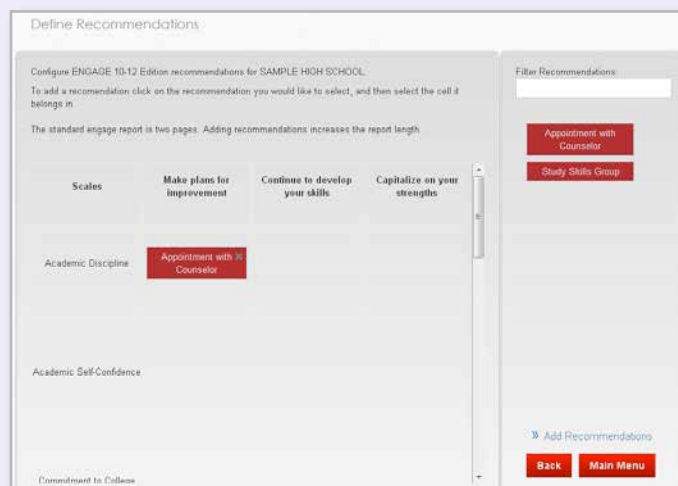 Define Recommendations
Configure ENGAGE 10-12 Edition recommendations for SAMPLE HIGH SCHOOL
To add a recomendation click on the recommendation you would like to select, and then select the cell it
belongs in
The standard engage report is two pages. Adding recommendations increases the report length.
Scales
Make plans for
improvement
Continue to develop
your skills
Capitalize on your
strengths
Academic Discipline
Appointment with X
Counselor
Academic Self-Confidence
Commitment to College
Filter Recommendations:
Appointment with
Counselor
Study Skills Group
» Add Recommendations
Back
Main Menu